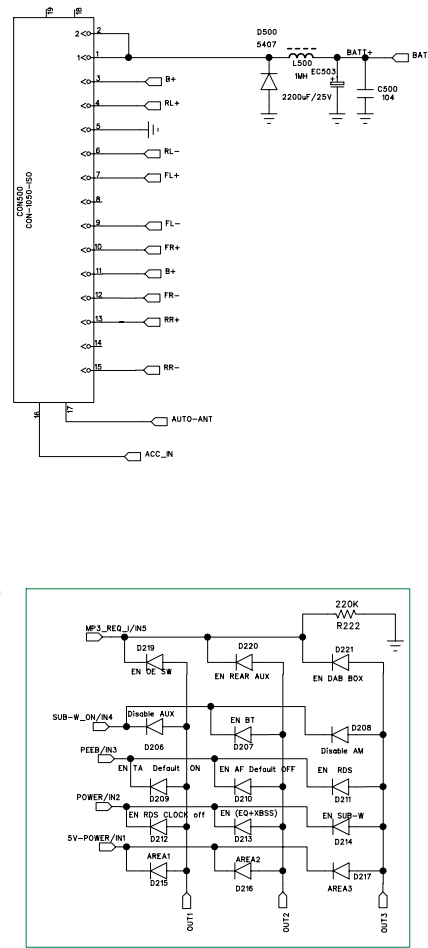 19
18
2
2
1
1
3
B+
4
RL+
5
6
RL-
7
FL+
8
9
FL-
10
FR+
11
B+
12
FR-
13
RR+
14
15
RR-
CON500
CON-1050-ISO
16
17
AUTO-ANT
ACC_IN
D500
5407
L500
1MH
BATT+
BAT
EC503
2200uF/25V
C500
104
220K
R222
MP3_REQ_I/IN5
D219
EN OE SW
D220
EN REAR AUX
D221
EN DAB BOX
SUB-W_ON/IN4
Disable AUX
D206
EN BT
D207
D208
Disable AM
PEEB/IN3
EN TA Default ON
D209
EN AF Default OFF
D210
EN RDS
D211
POWER/IN2
EN RDS CLOCK off
D212
EN (EQ+XBSS)
D213
EN SUB-W
D214
5V-POWER/IN1
AREA1
D215
AREA2
D216
D217
AREA3
OUT1
OUT2
OUT3